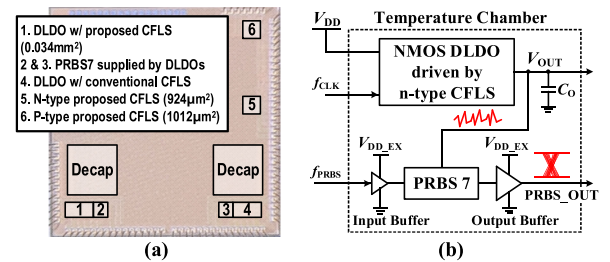 1. DLDO w/ proposed CFLS
(0.034mm²)
2 & 3. PRBS7 supplied by DLDOs
4. DLDO w/ conventional CFLS
5. N-type proposed CFLS (924μm²)
6. P-type proposed CFLS (1012μm²)
6
5
Decap
Decap
1 2
3 4
(a)
VDD
Temperature Chamber
NMOS DLDO
driven by
n-type CFLS
VOUT
fCLK
CO
VDD_EX
VDD_EX
fPRBS
PRBS 7
PRBS_OUT
Input Buffer
Output Buffer
(b)